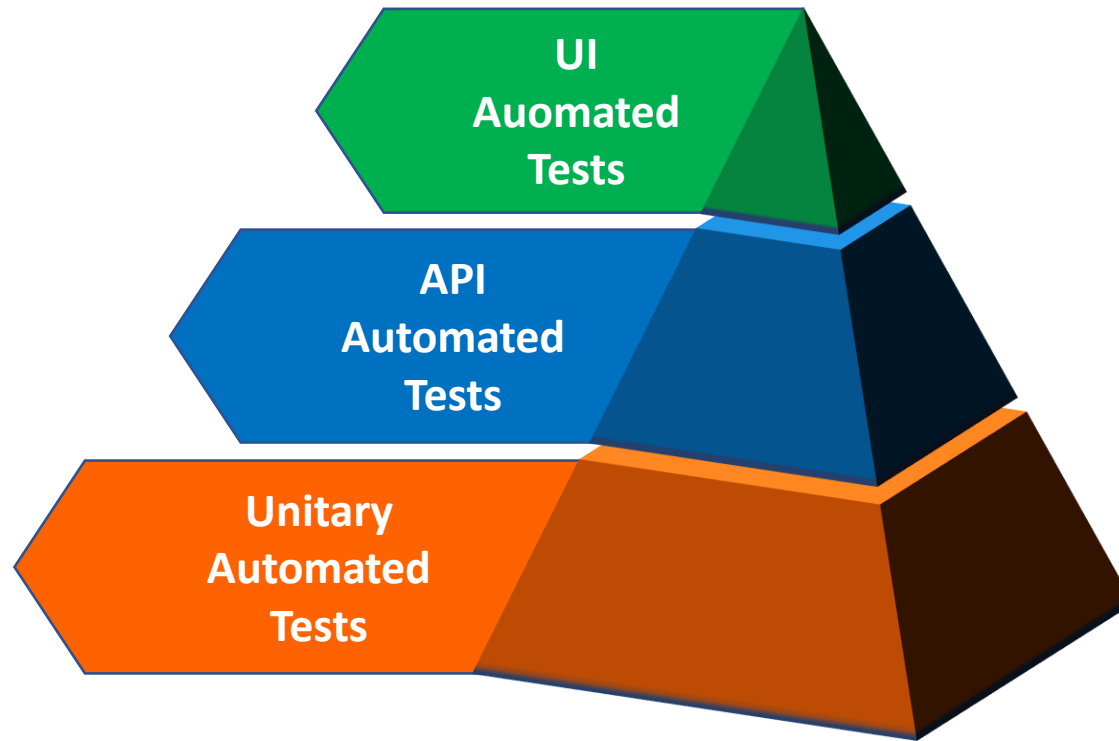 UI
Auomated
Tests
API
Automated
Tests
Unitary
Automated
Tests